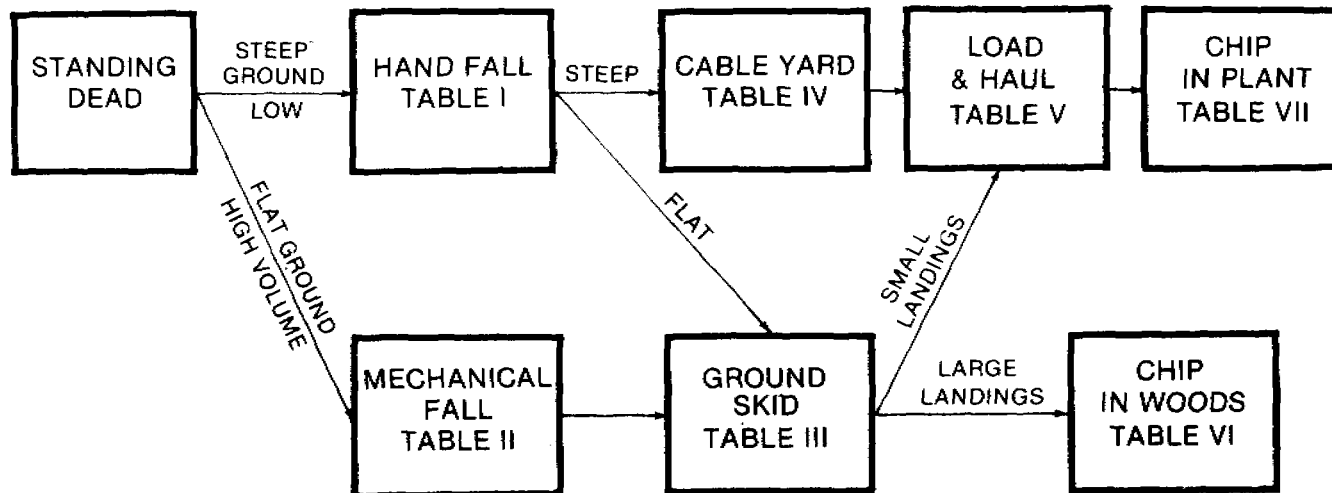 STANDING
DEAD
STEEP
GROUND
LOW
HAND FALL
TABLE I
STEEP
CABLE YARD
TABLE IV
LOAD
& HAUL
TABLE V
CHIP
IN PLANT
TABLE VII
FLAT GROUND
HIGH VOLUME
FLAT
SMALL
LANDINGS
MECHANICAL
FALL
TABLE II
GROUND
SKID
TABLE III
LARGE
LANDINGS
CHIP
IN WOODS
TABLE VI